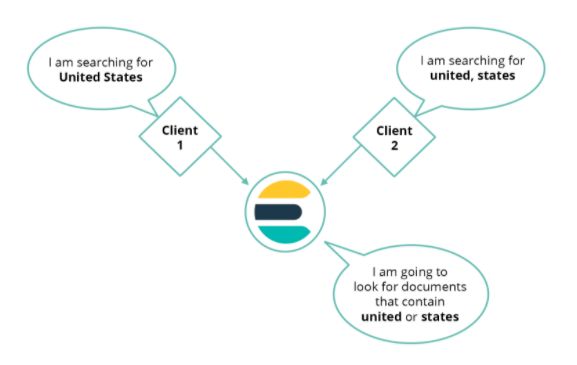 I am searching for
United States
I am searching for
united, states
Client
1
Client
2
I am going to
look for documents
that contain
united or states